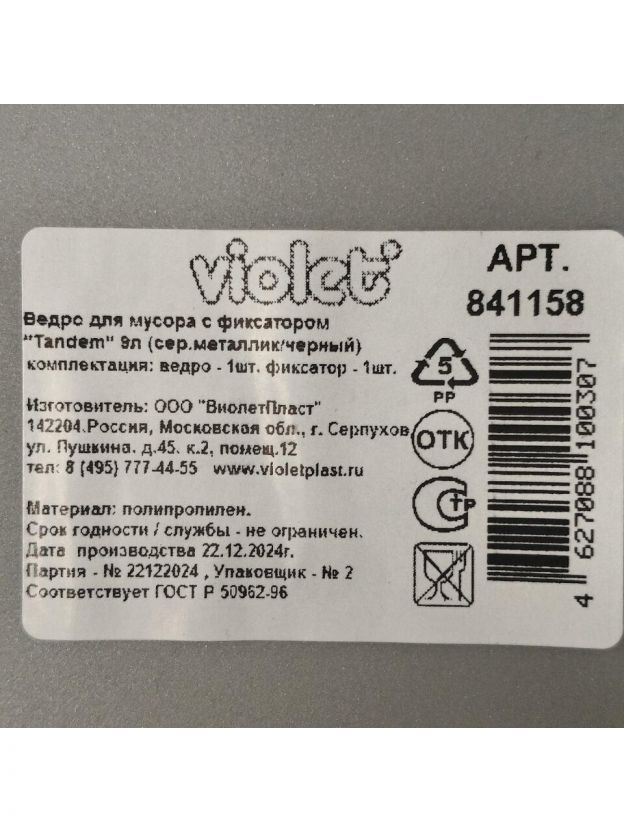 violet
АРТ.
841158
Ведро для мусора с фиксатором
"Tandem" 9л (сер.металлик/черный)
комплектация: ведро - 1шт. фиксатор - 1шт.
5
PP
Изготовитель: ООО "ВиолетПласт"
142204.Россия, Московская обл., г. Серпухов,
ул. Пушкина. д.45. к.2, помещ.12
тел: 8 (495) 777-44-55 www.violetplast.ru
ОТК
Материал: полипропилен.
Срок годности / службы - не ограничен.
Дата производства 22.12.2024г.
Партия - № 22122024 , Упаковщик - № 2
Соответствует ГОСТ Р 50962-96
СТР
4 627088 100307